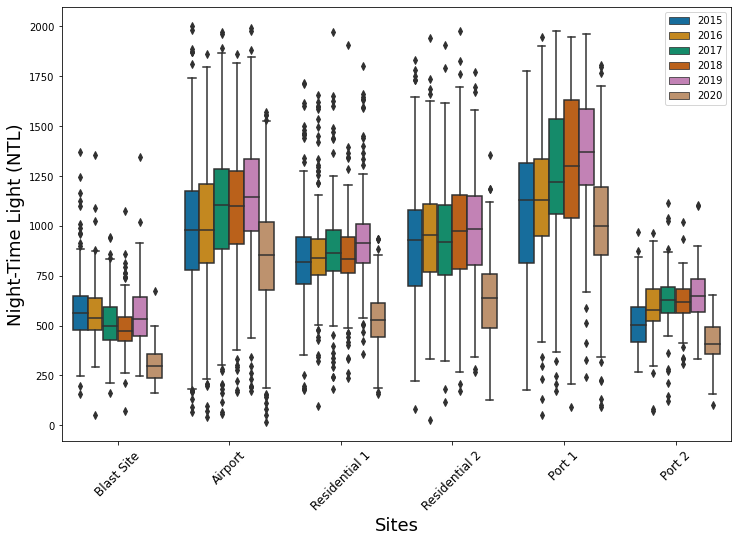 2015
2016
2017
2018
2019
2020
Night-Time Light (NTL)
2000
1750
1500
1250
1000
750
500
250
0
Blast Site
Airport
Residential 1
Residential 2
Port 1
Port 2
Sites